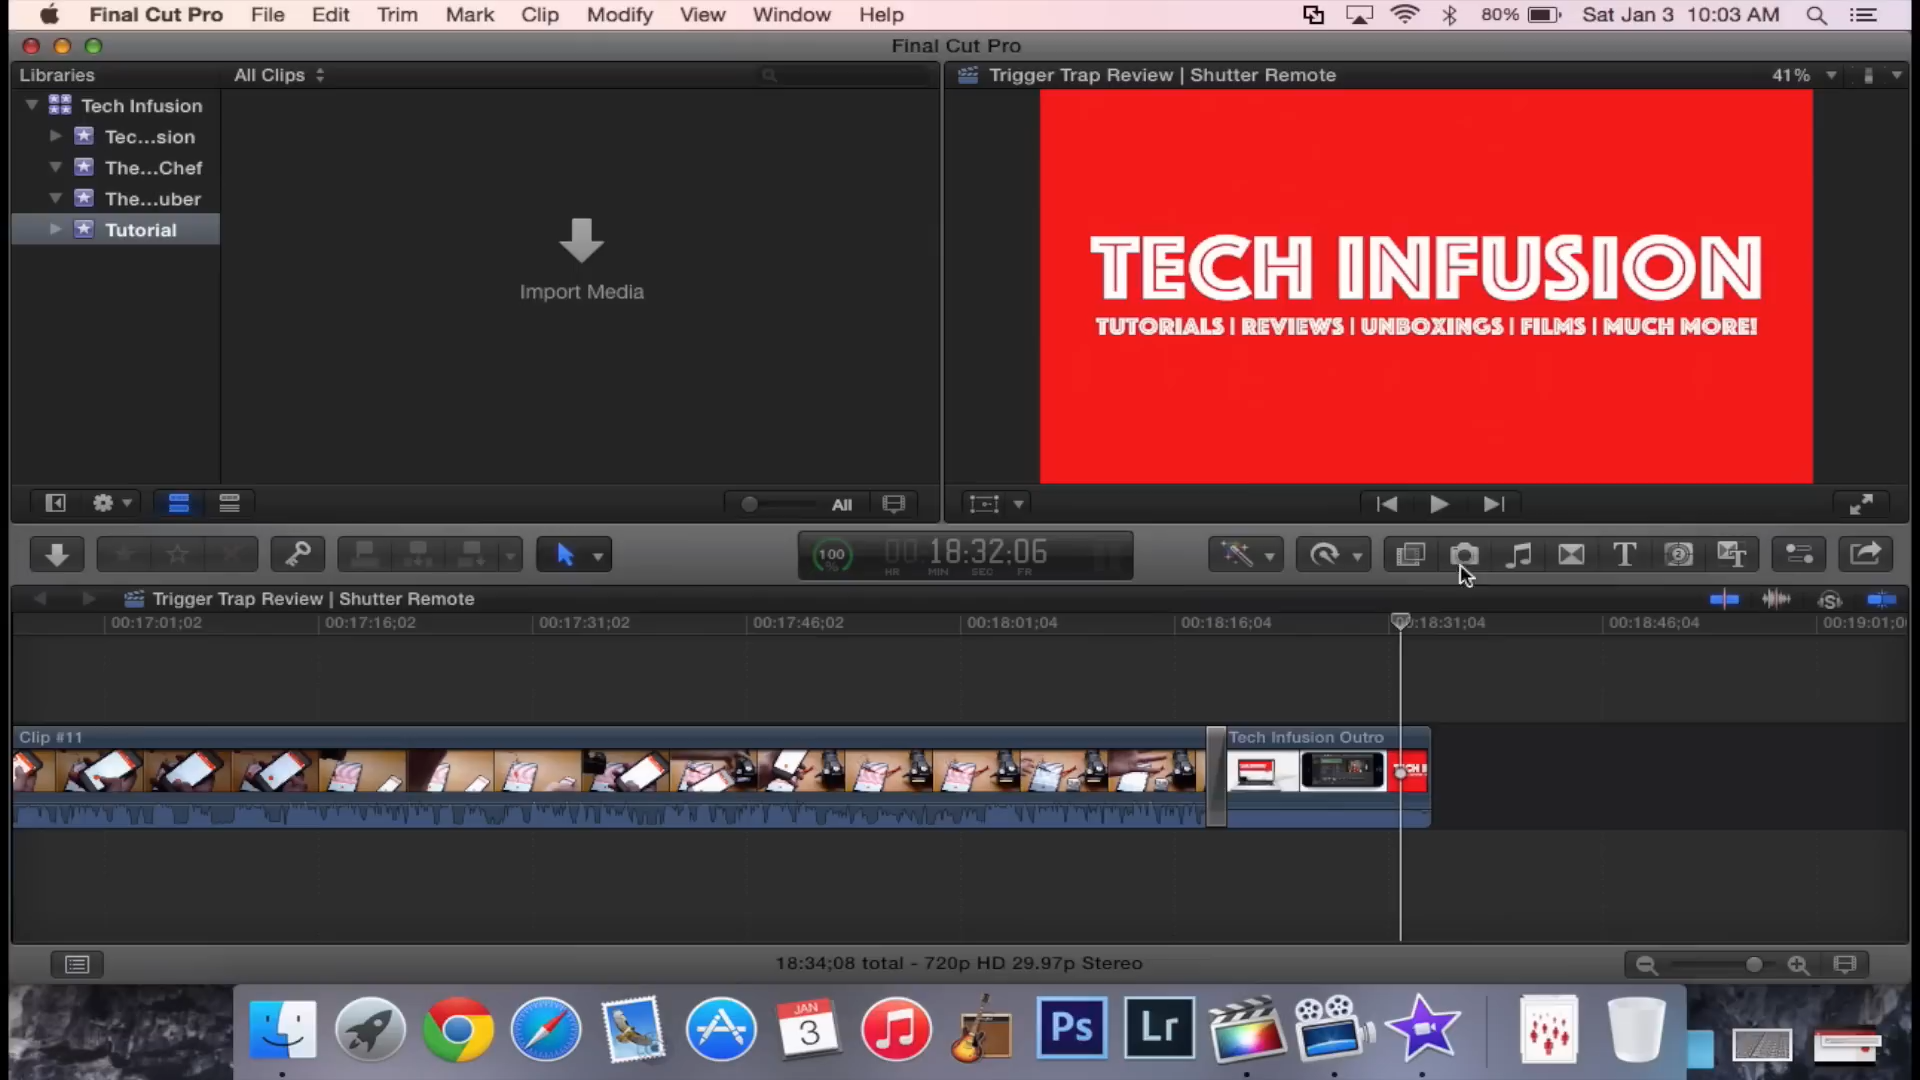 Final Cut Pro File Edit Trim Mark Clip Modify View Window Help 80% Sat Jan 3 10:03 AM
Final Cut Pro
Libraries All Clips
Trigger Trap Review | Shutter Remote 41%
Tech Infusion
Tec...sion
The...Chef
The...uber
Tutorial
Import Media
TECH INFUSION
TUTORIALS | REVIEWS | UNBOXINGS | FILMS | MUCH MORE!
All
100 % 18:32:06
HR MIN SEC FR
Trigger Trap Review | Shutter Remote
00:17:01;02 00:17:16;02 00:17:31;02 00:17:46;02 00:18:01;04 00:18:16;04 00:18:31;04 00:18:46;04
Clip #11 Tech Infusion Outro
18:34;08 total - 720p HD 29.97p Stereo
JAN
3
Ps Lr